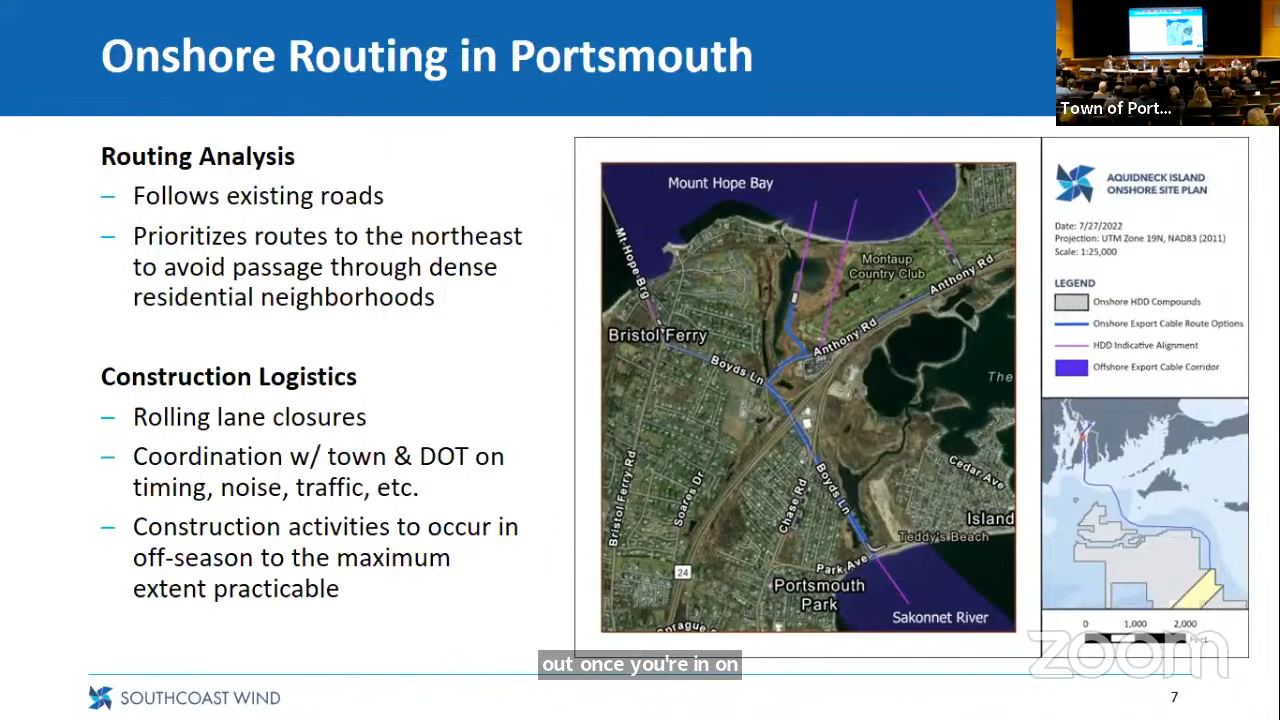 Onshore Routing in Portsmouth
Town of Port...
Routing Analysis
– Follows existing roads
– Prioritizes routes to the northeast
to avoid passage through dense
residential neighborhoods
Construction Logistics
– Rolling lane closures
– Coordination w/ town & DOT on
timing, noise, traffic, etc.
– Construction activities to occur in
off-season to the maximum
extent practicable
Mount Hope Bay
Mt-Hope-Brg
Montaup
Country Club
Anthony Rd
Anthony Rd
Bristol Ferry
Boyds Ln
The
Bristol Ferry Rd
Soares Dr
Chase Rd
Boyds Ln
Cedar Ave
Island
Teddy's Beach
Park Ave
24
Portsmouth
Park
Sakonnet River
Sprague
AQUIDNECK ISLAND
ONSHORE SITE PLAN
Date: 7/27/2022
Projection: UTM Zone 19N, NAD83 (2011)
Scale: 1:25,000
LEGEND
Onshore HDD Compounds
Onshore Export Cable Route Options
HDD Indicative Alignment
Offshore Export Cable Corridor
0 1,000 2,000
Feet
zoom
out once you're in on
SOUTHCOAST WIND
7